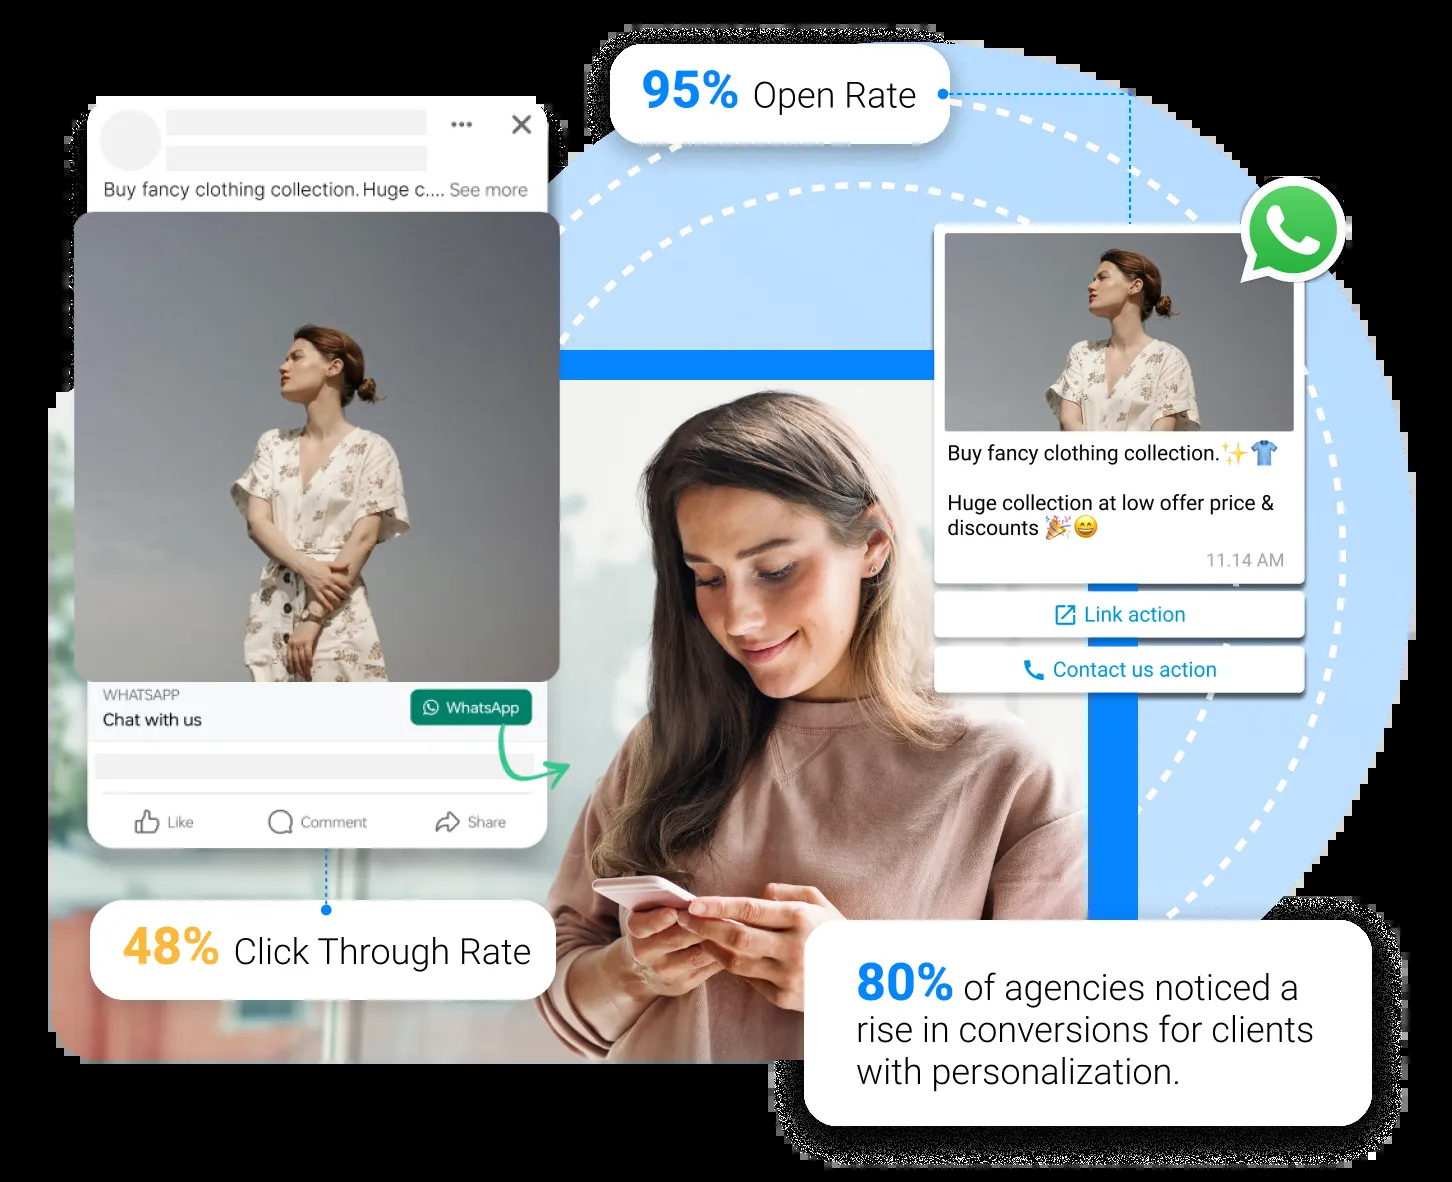 95% Open Rate
Buy fancy clothing collection. Huge c.... See more
WHATSAPP
Chat with us
WhatsApp
Like Comment Share
48% Click Through Rate
Buy fancy clothing collection.✨👕
Huge collection at low offer price &
discounts 🎉😄
11.14 AM
Link action
Contact us action
80% of agencies noticed a
rise in conversions for clients
with personalization.